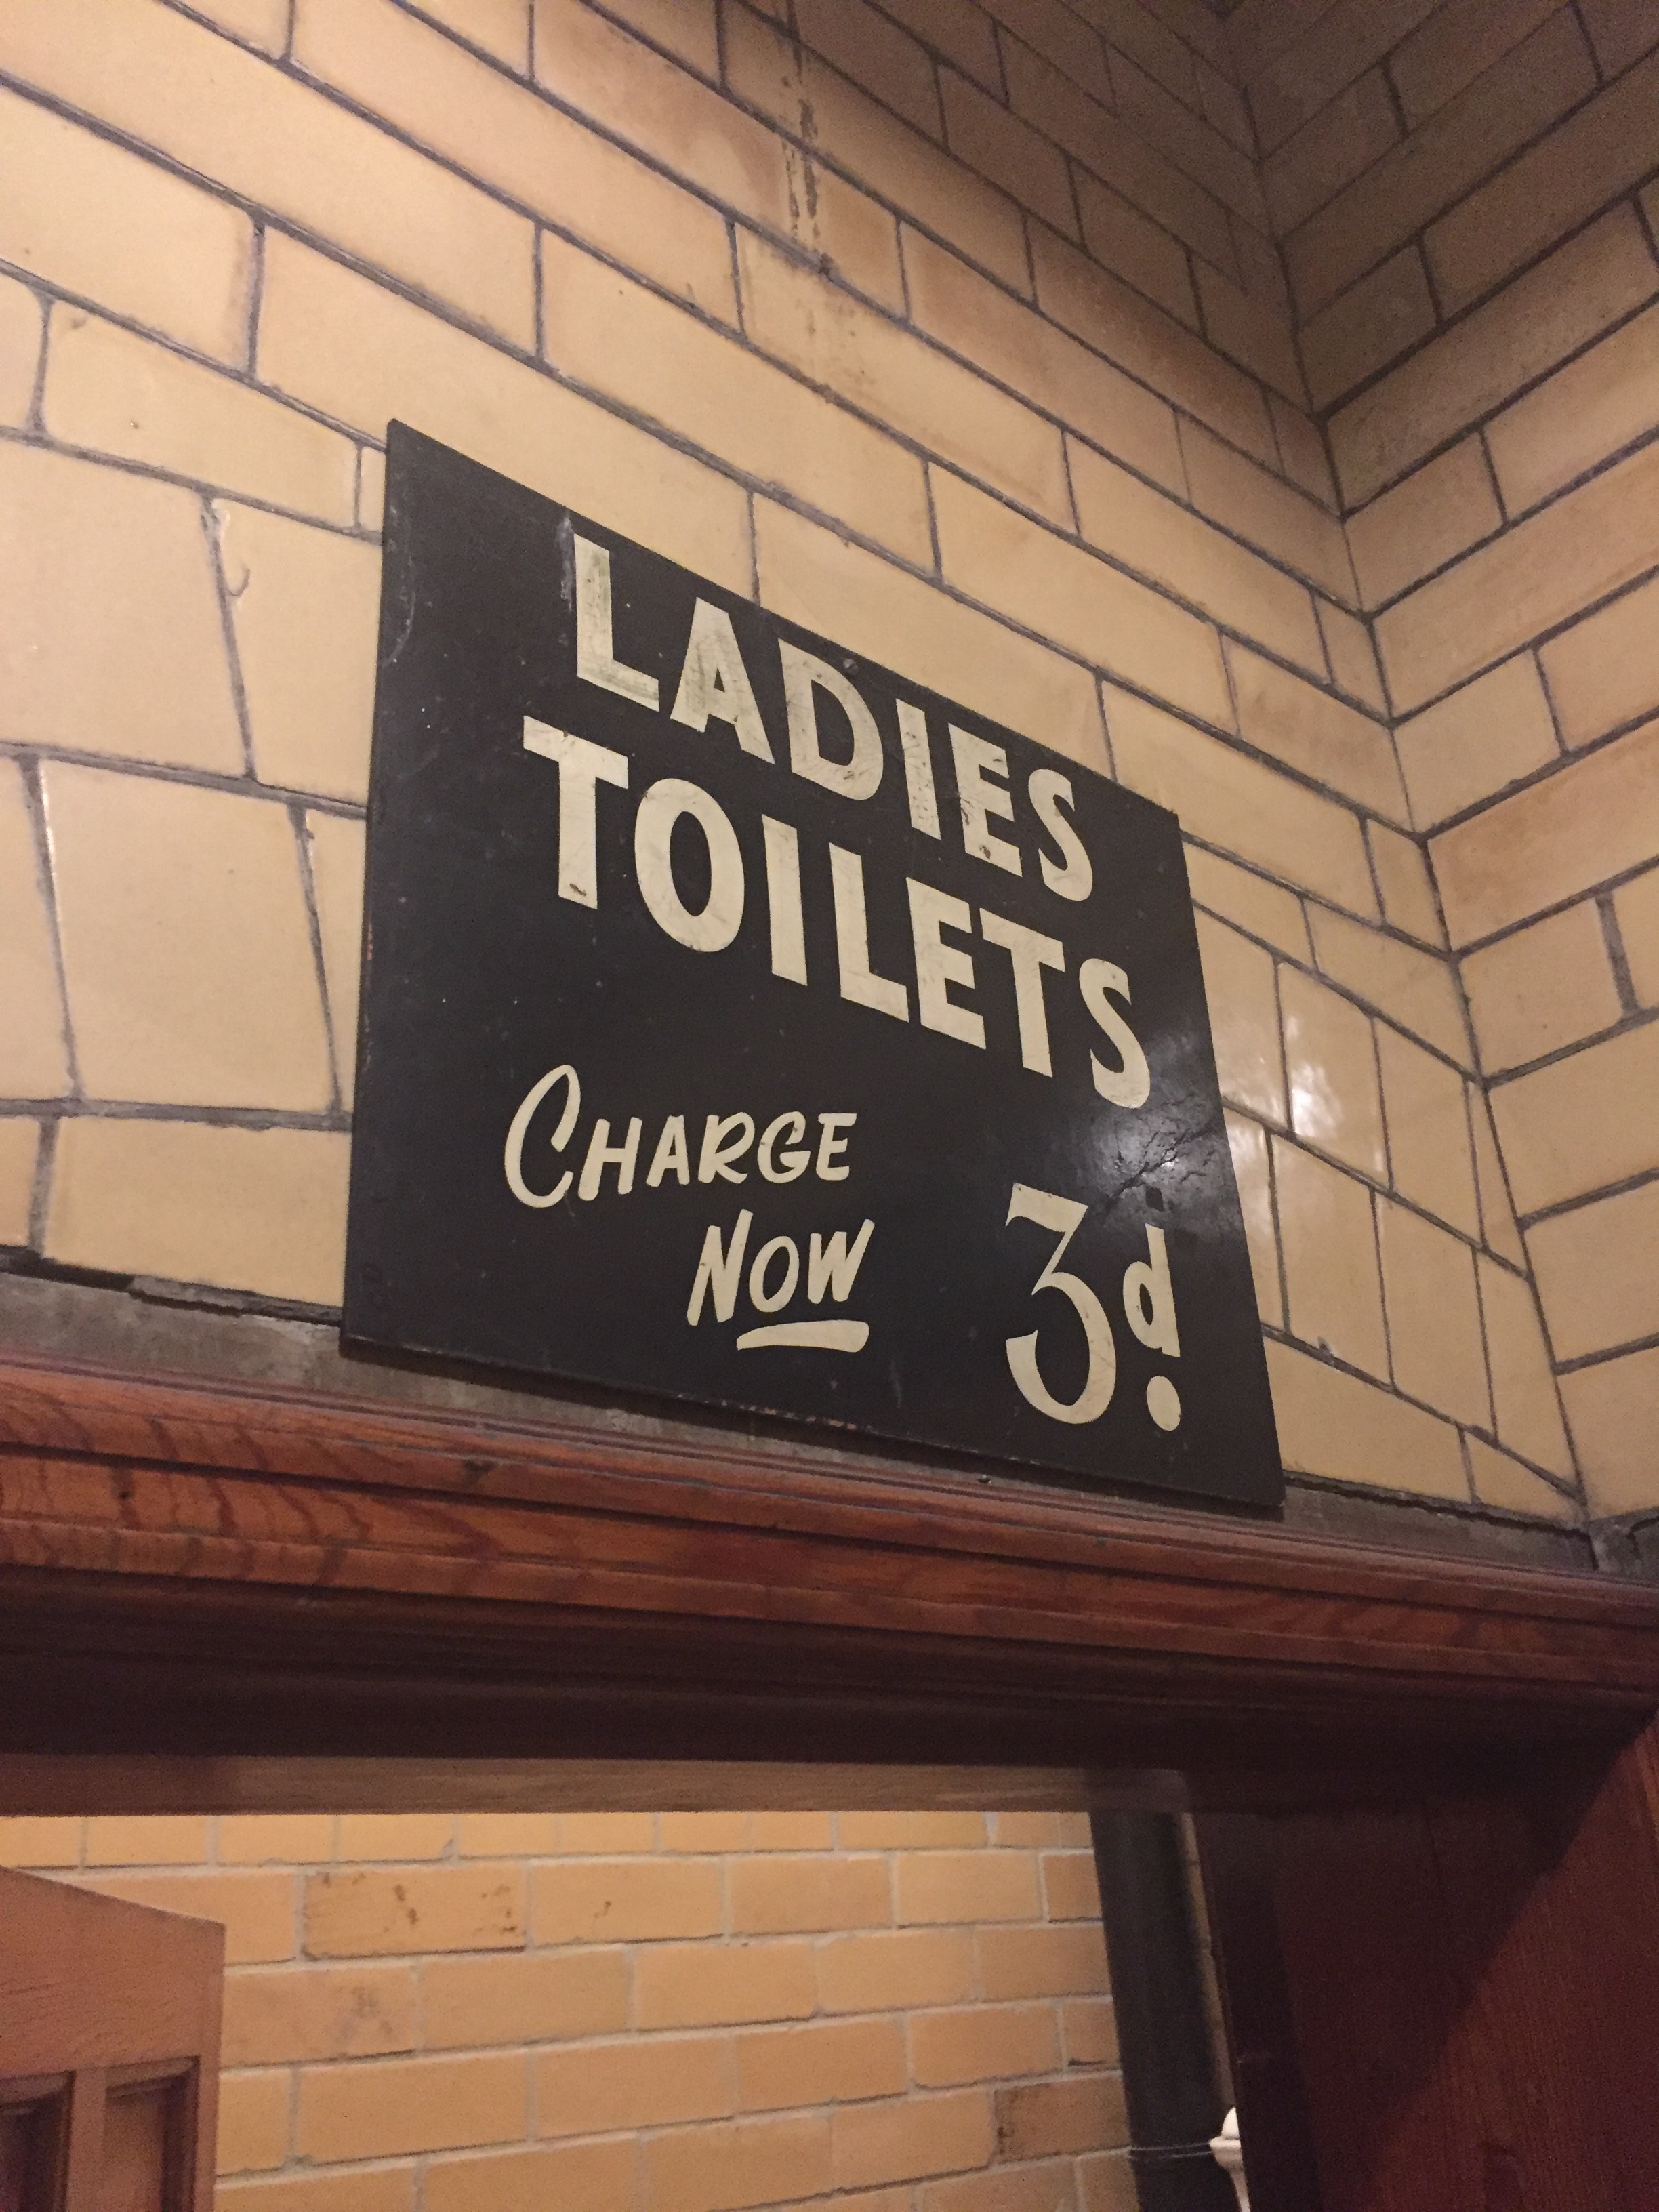 LADIES
TOILETS
CHARGE
NOW 3d.